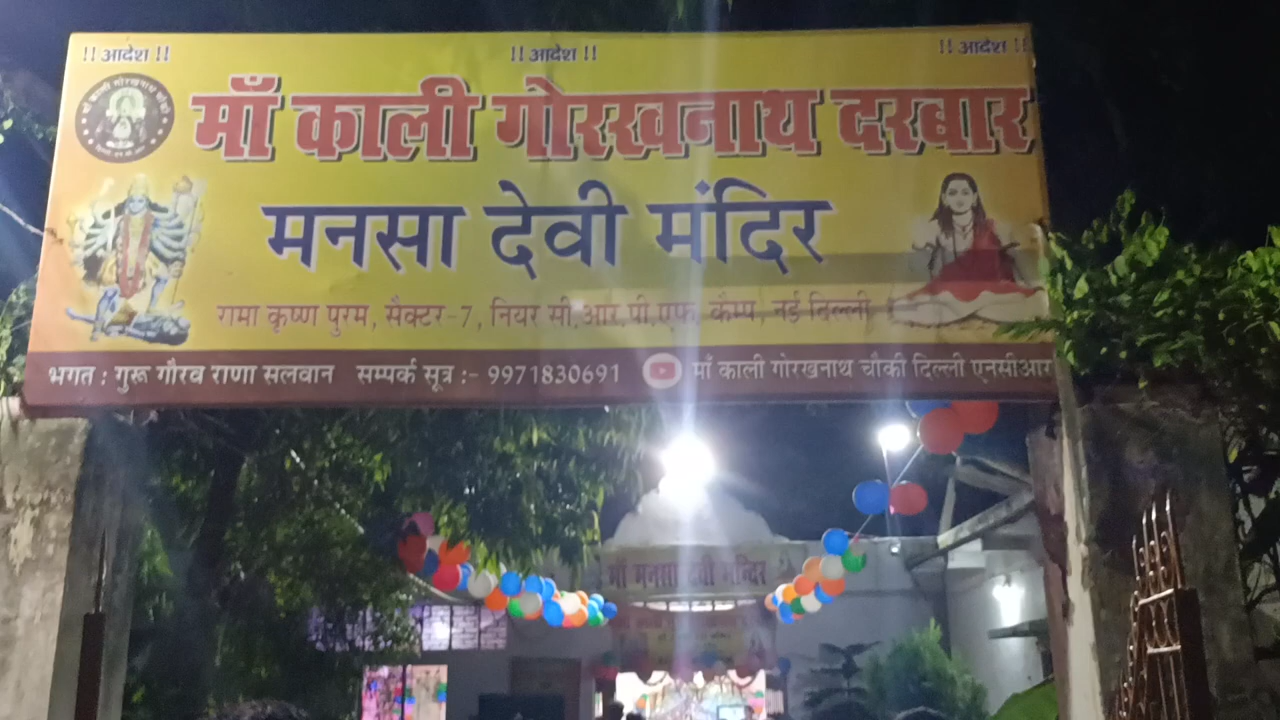 !! आदेश !! !! आदेश !! !! आदेश !!
माँ काली गोरखनाथ दरबार
मनसा देवी मंदिर
रामा कृष्ण पुरम, सैक्टर-7, नियर सी.आर.पी.एफ. कैम्प, नई दिल्ली
भगत : गुरू गौरव राणा सलवान सम्पर्क सूत्र :- 9971830691 माँ काली गोरखनाथ चौकी दिल्ली एनसीआर
माँ मनसा देवी मन्दिर